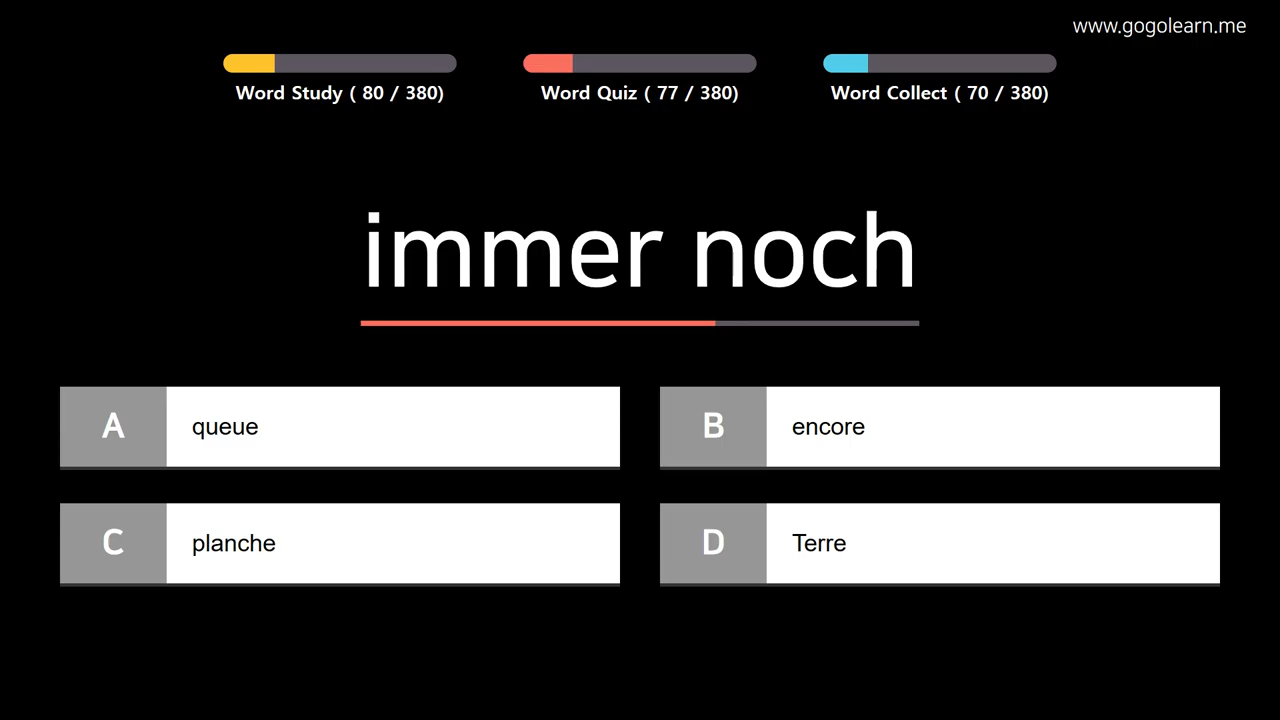 www.gogolearn.me
Word Study ( 80 / 380)
Word Quiz ( 77 / 380)
Word Collect ( 70 / 380)
immer noch
A queue
B encore
C planche
D Terre